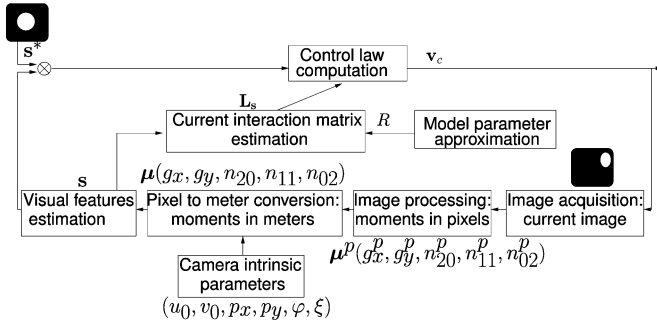 s*
Control law
computation
v_c
L_s
Current interaction matrix
estimation
R
Model parameter
approximation
μ(g_x, g_y, n_20, n_11, n_02)
s
Visual features
estimation
Pixel to meter conversion:
moments in meters
Image processing:
moments in pixels
Image acquisition:
current image
μ^p(g_x^p, g_y^p, n_20^p, n_11^p, n_02^p)
Camera intrinsic
parameters
(u_0, v_0, p_x, p_y, φ, ξ)